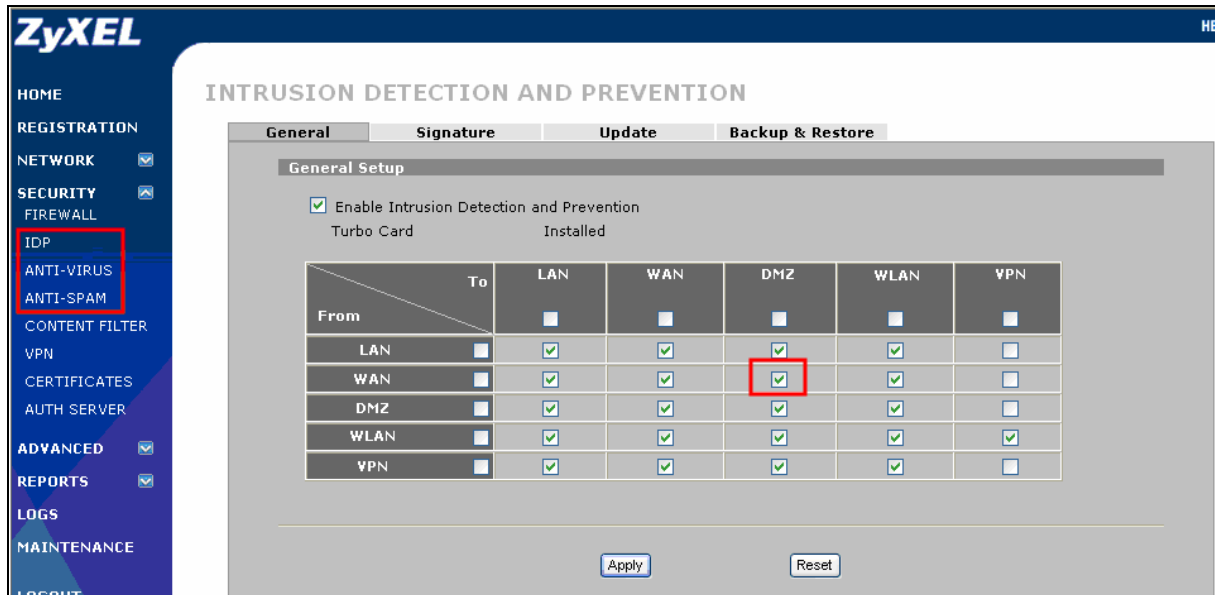 ZyXEL
HE
HOME
REGISTRATION
NETWORK
SECURITY
FIREWALL
IDP
ANTI-VIRUS
ANTI-SPAM
CONTENT FILTER
VPN
CERTIFICATES
AUTH SERVER
ADVANCED
REPORTS
LOGS
MAINTENANCE
LOGOUT
INTRUSION DETECTION AND PREVENTION
General Signature Update Backup & Restore
General Setup
Enable Intrusion Detection and Prevention
Turbo Card Installed
To LAN WAN DMZ WLAN VPN
From
LAN
WAN
DMZ
WLAN
VPN
Apply Reset